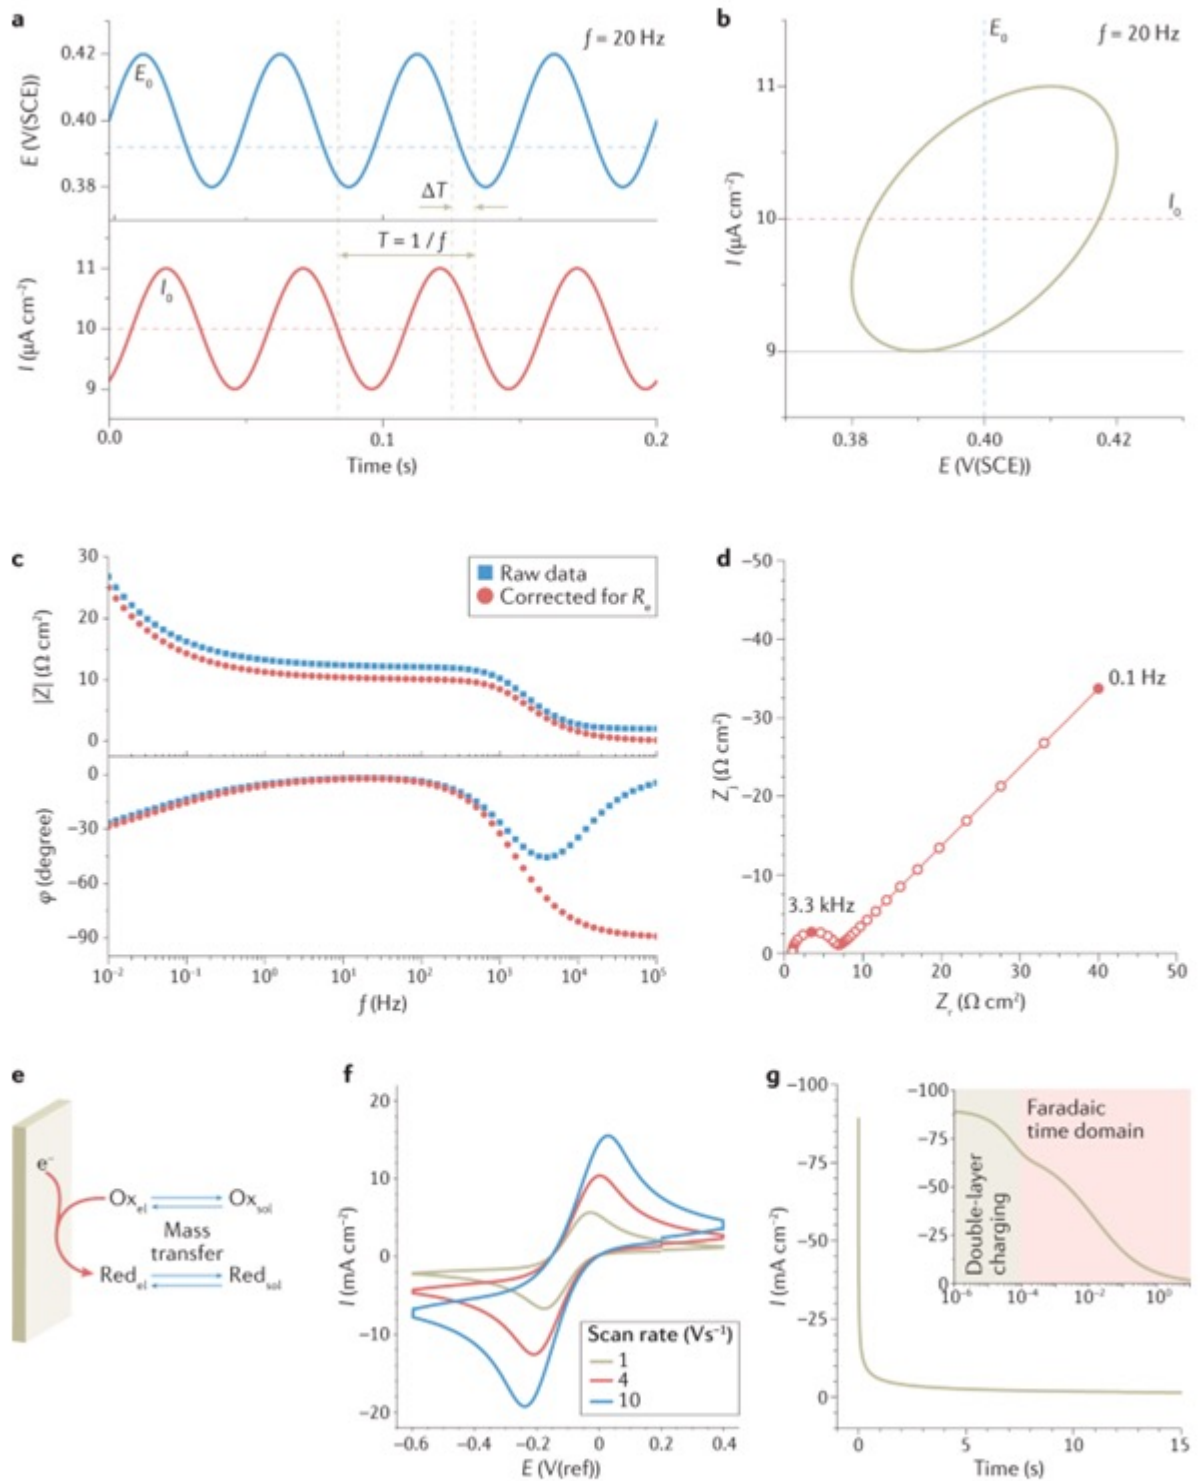 a
f = 20 Hz
E₀
0.42
0.40
0.38
E (V(SCE))
ΔT
T = 1 / f
I₀
11
10
9
I (μA cm⁻²)
0.0
0.1
0.2
Time (s)
b
E₀
f = 20 Hz
11
10
9
I₀
I (μA cm⁻²)
0.38
0.40
0.42
E (V(SCE))
c
30
20
10
0
|Z| (Ω cm²)
Raw data
Corrected for Rₑ
0
−30
−60
−90
φ (degree)
10⁻²
10⁻¹
10⁰
10¹
10²
10³
10⁴
10⁵
f (Hz)
d
−50
−40
−30
−20
−10
0
Zⱼ (Ω cm²)
0.1 Hz
3.3 kHz
0
10
20
30
40
50
Zᵣ (Ω cm²)
e
e⁻
Ox_el
Ox_sol
Mass
transfer
Red_el
Red_sol
f
20
10
0
−10
−20
I (mA cm⁻²)
Scan rate (Vs⁻¹)
1
4
10
−0.6
−0.4
−0.2
0
0.2
0.4
E (V(ref))
g
−100
−75
−50
−25
0
I (mA cm⁻²)
−100
−75
−50
−25
0
Double-layer
charging
Faradaic
time domain
10⁻⁶
10⁻⁴
10⁻²
10⁰
0
5
10
15
Time (s)